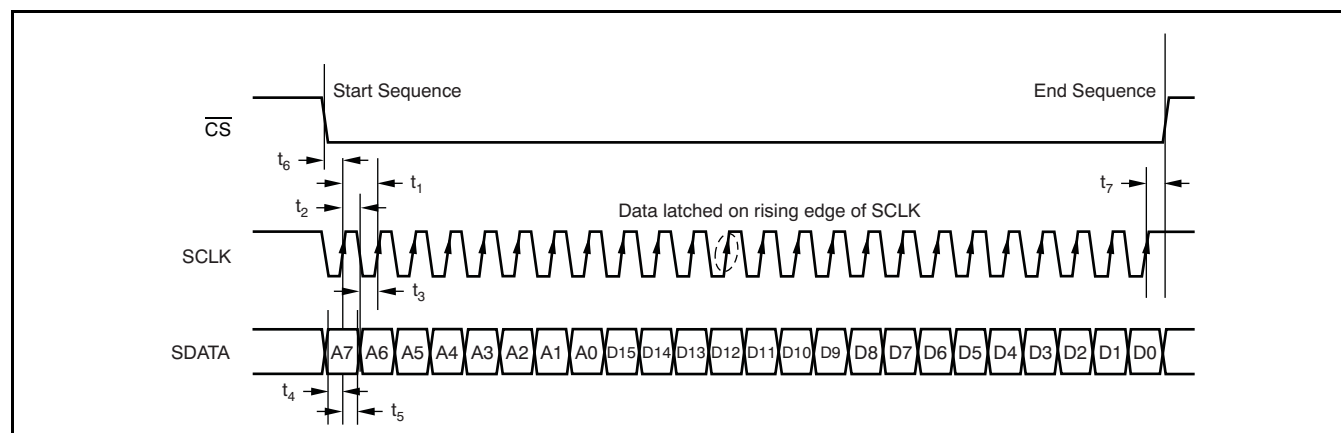 Start Sequence
End Sequence
CS
t6
t1
t7
t2
Data latched on rising edge of SCLK
SCLK
t3
SDATA
A7 A6 A5 A4 A3 A2 A1 A0 D15 D14 D13 D12 D11 D10 D9 D8 D7 D6 D5 D4 D3 D2 D1 D0
t4
t5